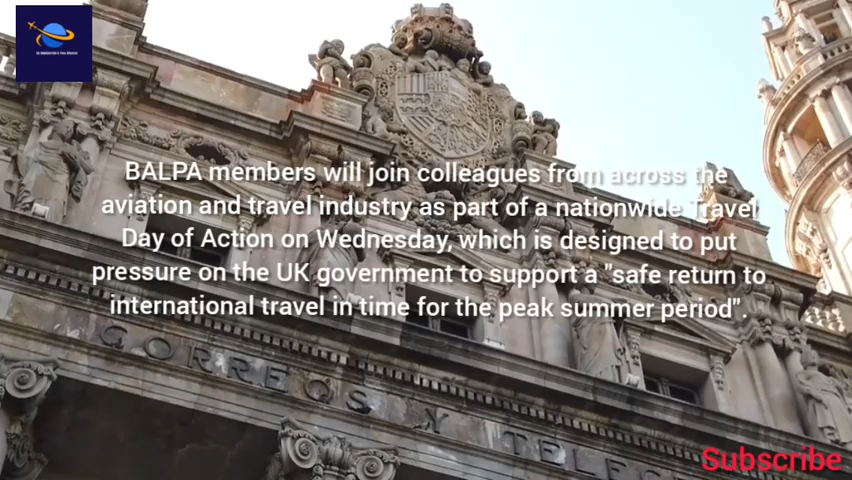 BALPA members will join colleagues from across the
aviation and travel industry as part of a nationwide Travel
Day of Action on Wednesday, which is designed to put
pressure on the UK government to support a "safe return to
international travel in time for the peak summer period".
CORREOS Y TELEG
Subscribe